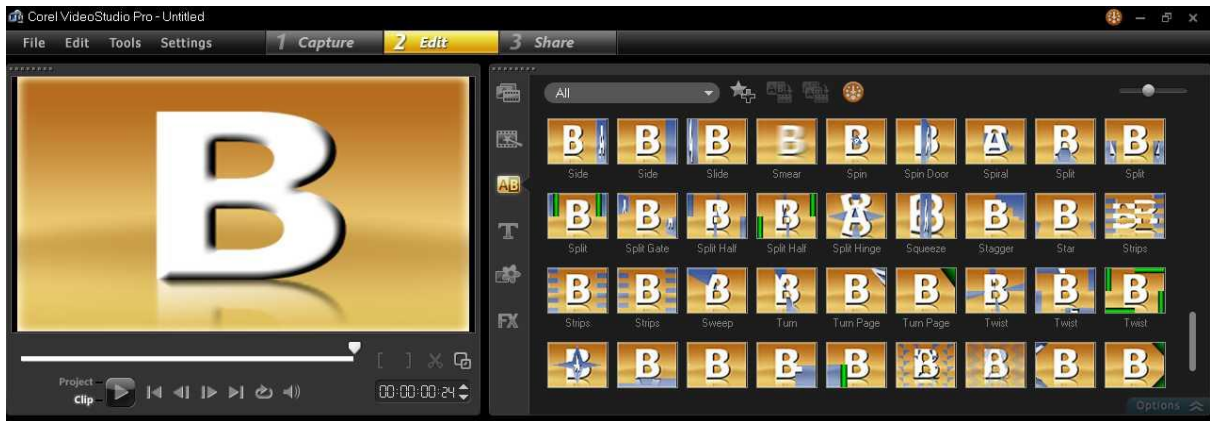 Corel VideoStudio Pro - Untitled
File Edit Tools Settings 1 Capture 2 Edit 3 Share
B
All
AB
T
FX
Side Side Slide Smear Spin Spin Door Spiral Split Split
Split Split Gate Split Half Split Half Split Hinge Squeeze Stagger Star Strips
Strips Strips Sweep Turn Turn Page Turn Page Twist Twist Twist
Project
Clip
00:00:00:24
Options